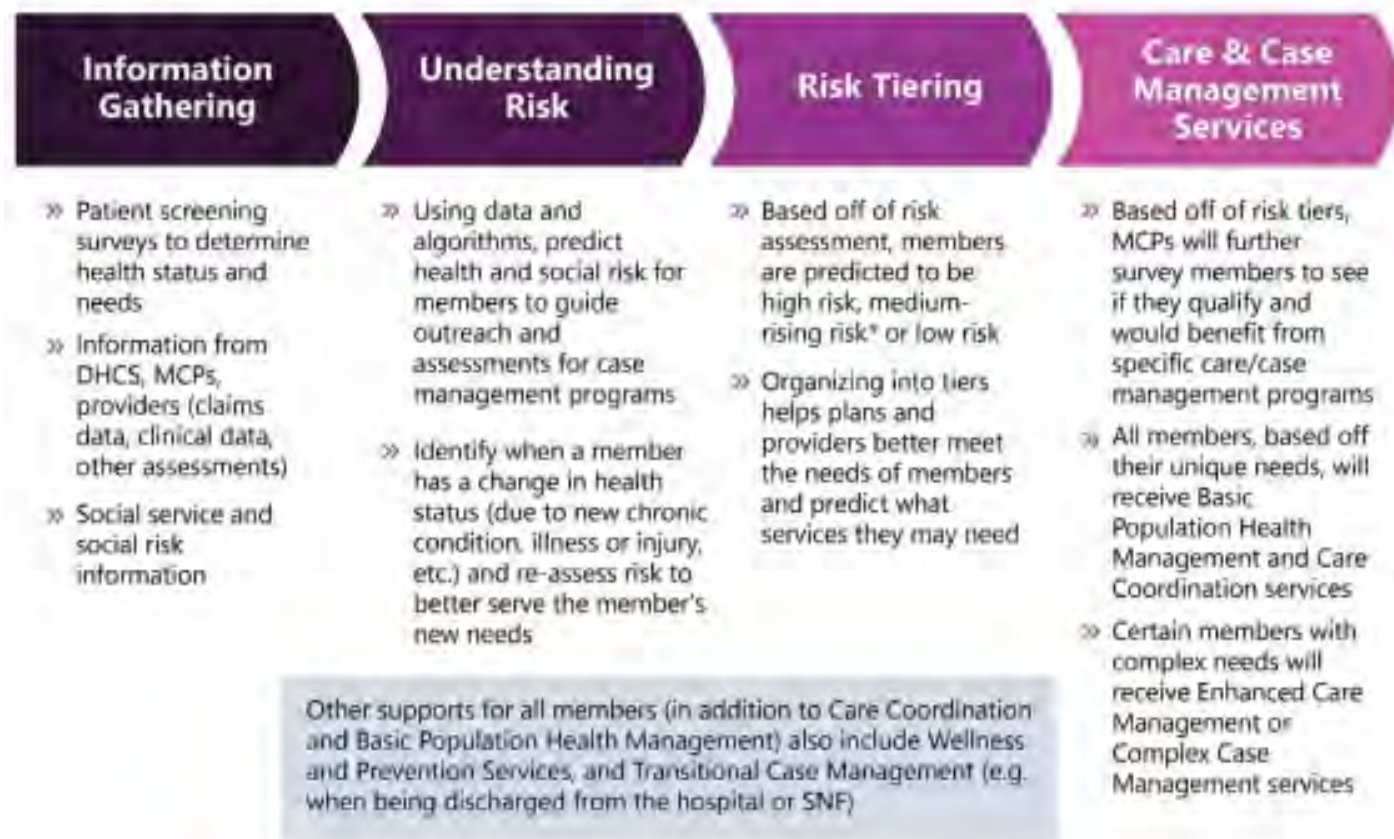 Information
Gathering
» Patient screening
surveys to determine
health status and
needs
» Information from
DHCS, MCPs,
providers (claims
data, clinical data,
other assessments)
» Social service and
social risk
information
Understanding
Risk
» Using data and
algorithms, predict
health and social risk for
members to guide
outreach and
assessments for case
management programs
» Identify when a member
has a change in health
status (due to new chronic
condition, illness or injury,
etc.) and re-assess risk to
better serve the member's
new needs
Risk Tiering
» Based off of risk
assessment, members
are predicted to be
high risk, medium-
rising risk* or low risk
» Organizing into tiers
helps plans and
providers better meet
the needs of members
and predict what
services they may need
Care & Case
Management
Services
» Based off of risk tiers,
MCPs will further
survey members to see
if they qualify and
would benefit from
specific care/case
management programs
» All members, based off
their unique needs, will
receive Basic
Population Health
Management and Care
Coordination services
» Certain members with
complex needs will
receive Enhanced Care
Management or
Complex Case
Management services
Other supports for all members (in addition to Care Coordination
and Basic Population Health Management) also include Wellness
and Prevention Services, and Transitional Case Management (e.g.
when being discharged from the hospital or SNF)